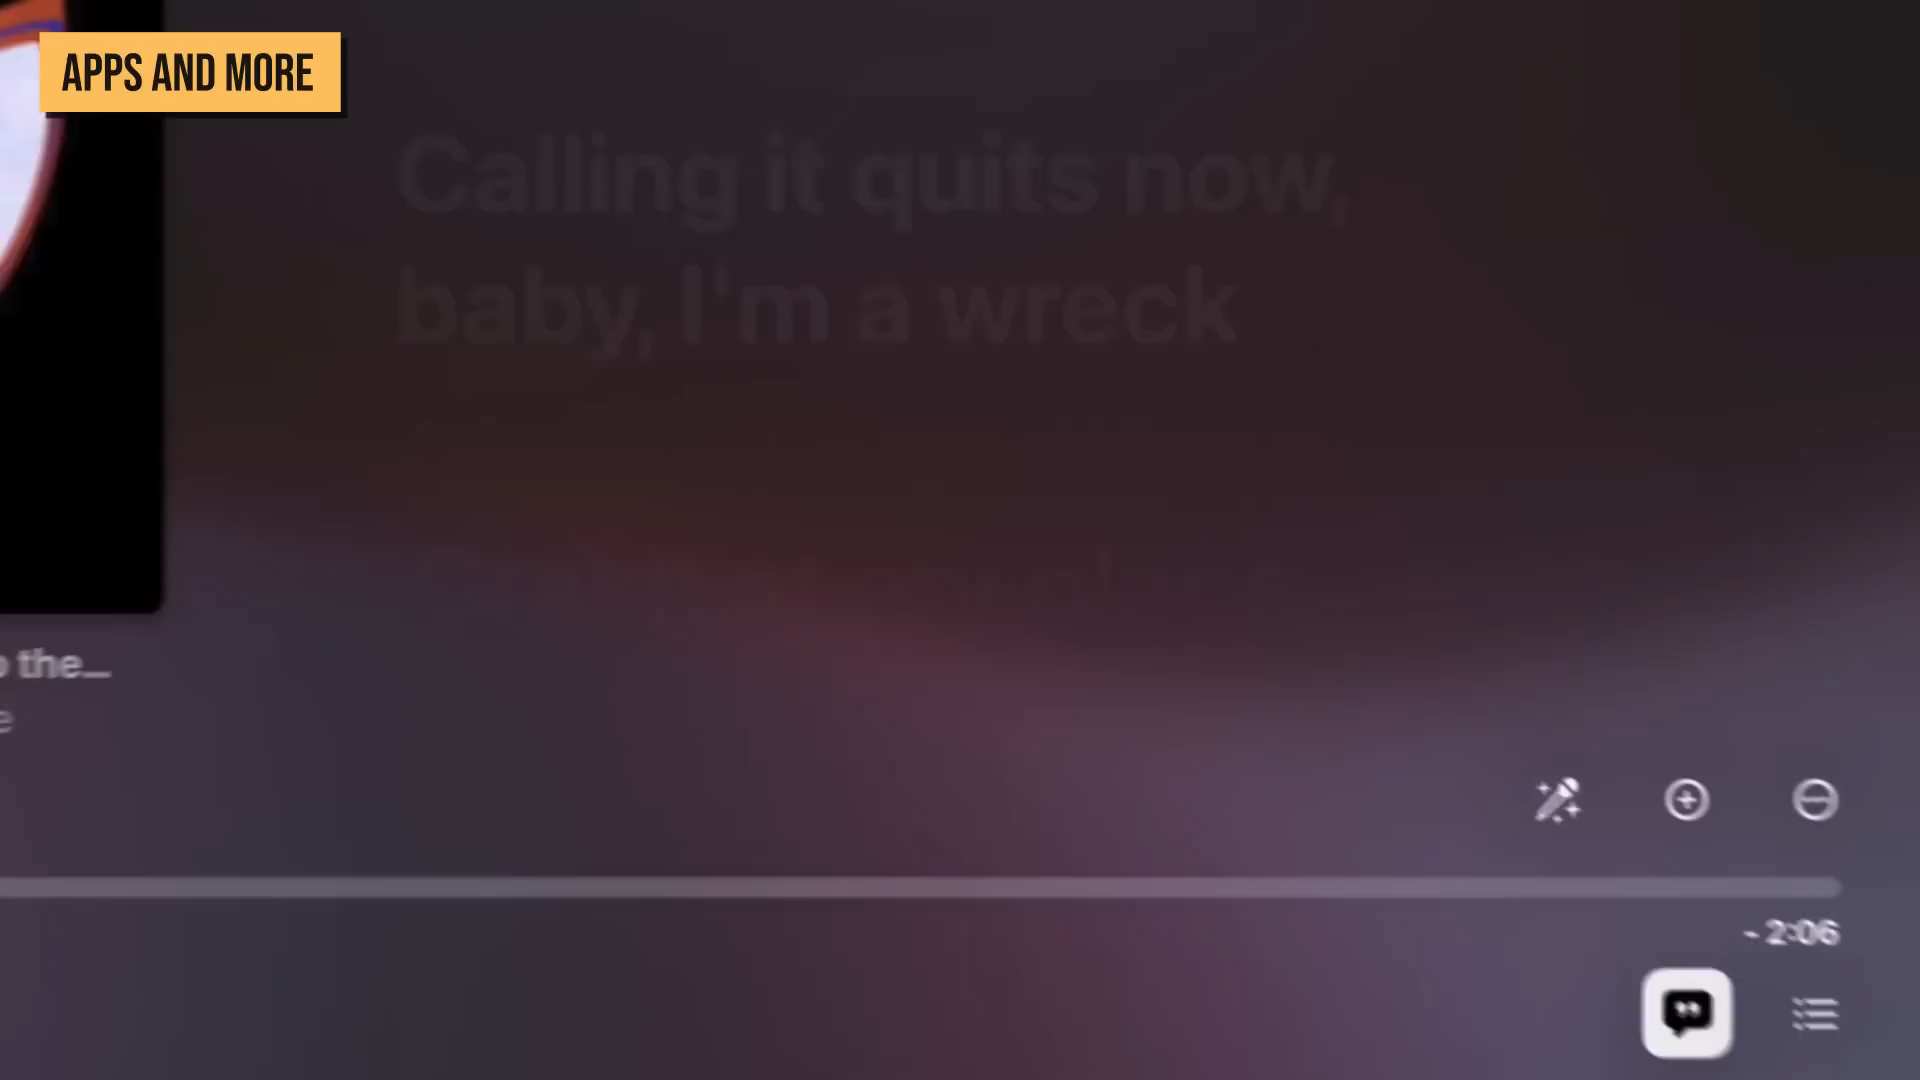 APPS AND MORE
Calling it quits now,
baby, I'm a wreck
the...
- 2:06